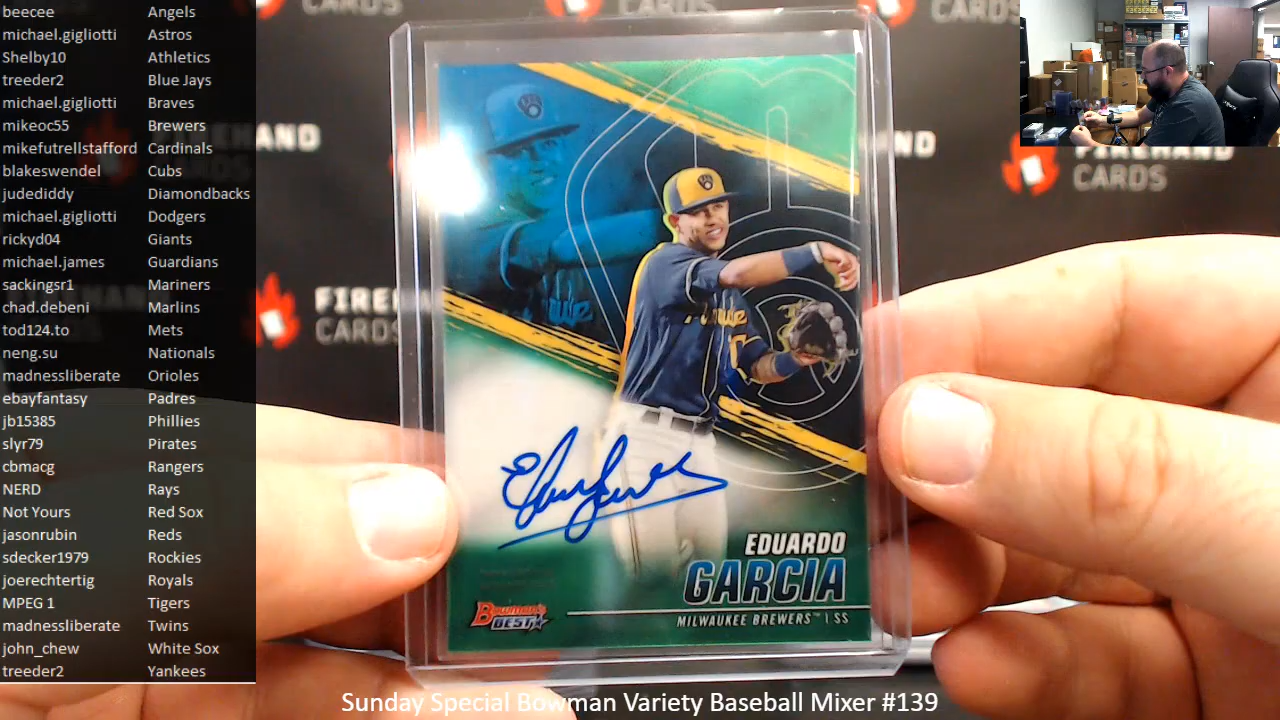 beecee Angels
michael.gigliotti Astros
Shelby10 Athletics
treeder2 Blue Jays
michael.gigliotti Braves
mikeoc55 Brewers
mikefutrellstafford Cardinals
blakeswendel Cubs
judediddy Diamondbacks
michael.gigliotti Dodgers
rickyd04 Giants
michael.james Guardians
sackingsr1 Mariners
chad.debeni Marlins
tod124.to Mets
neng.su Nationals
madnessliberate Orioles
ebayfantasy Padres
jb15385 Phillies
slyr79 Pirates
cbmacg Rangers
NERD Rays
Not Yours Red Sox
jasonrubin Reds
sdecker1979 Rockies
joerechtertig Royals
MPEG 1 Tigers
madnessliberate Twins
john_chew White Sox
treeder2 Yankees
CARDS
CARDS
FIREHAND
CARDS
FIREHAND
CARDS
EDUARDO
GARCIA
MILWAUKEE BREWERS™ | SS
Bowman's
BEST
Sunday Special Bowman Variety Baseball Mixer #139